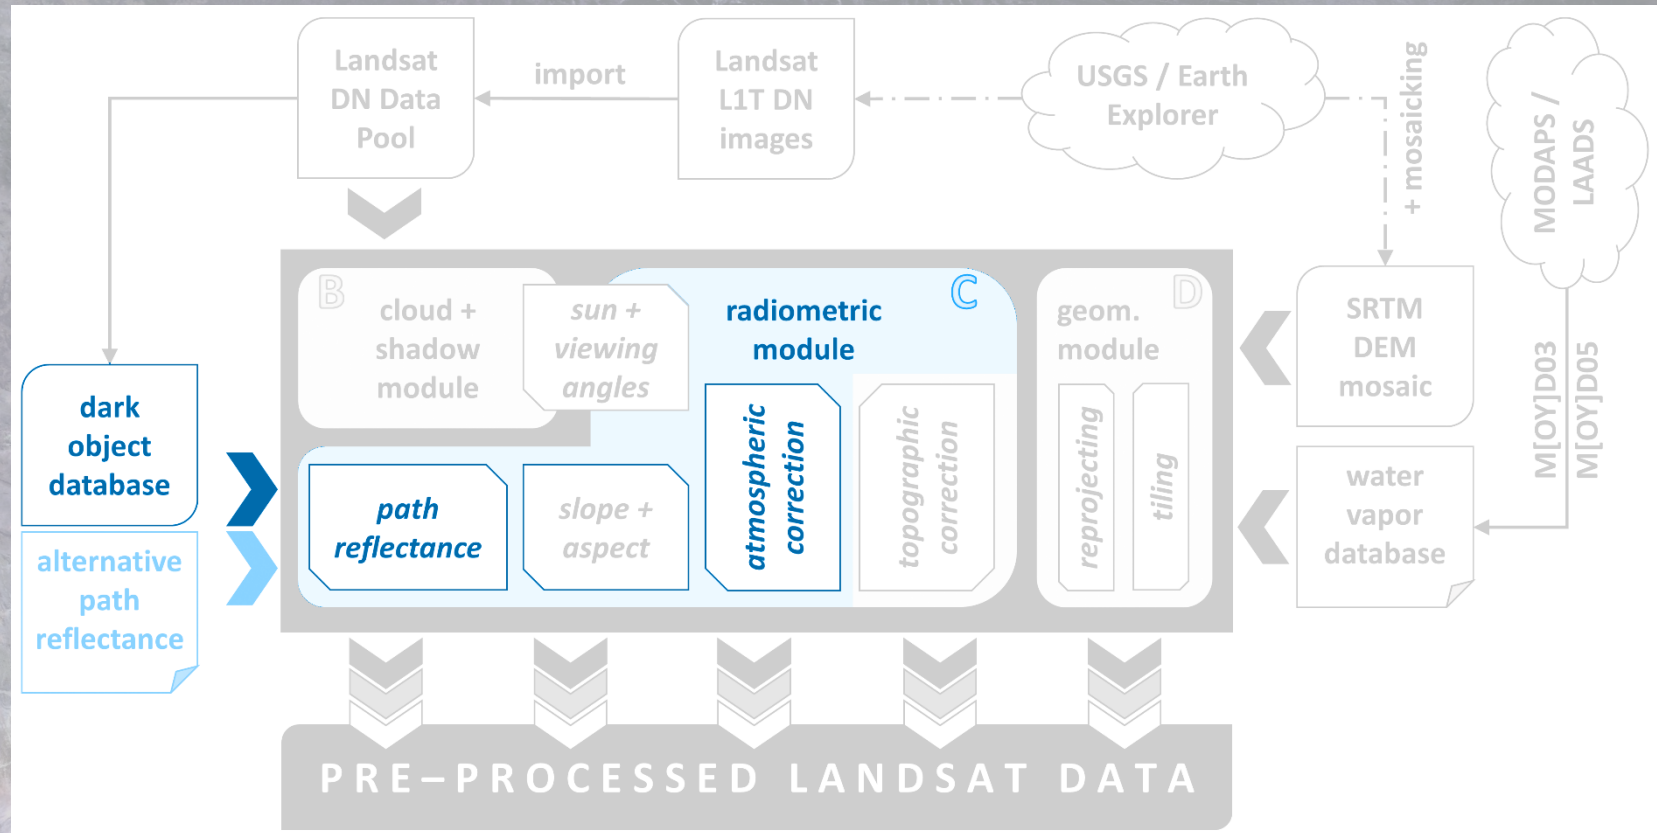 Landsat
DN Data
Pool
import
Landsat
L1T DN
images
USGS / Earth
Explorer
+ mosaicking
MODAPS /
LAADS
B
cloud +
shadow
module
sun +
viewing
angles
radiometric
module
C
geom.
module
D
SRTM
DEM
mosaic
M[OY]D03
M[OY]D05
dark
object
database
path
reflectance
slope +
aspect
atmospheric
correction
topographic
correction
reprojecting
tiling
water
vapor
database
alternative
path
reflectance
PRE–PROCESSED LANDSAT DATA